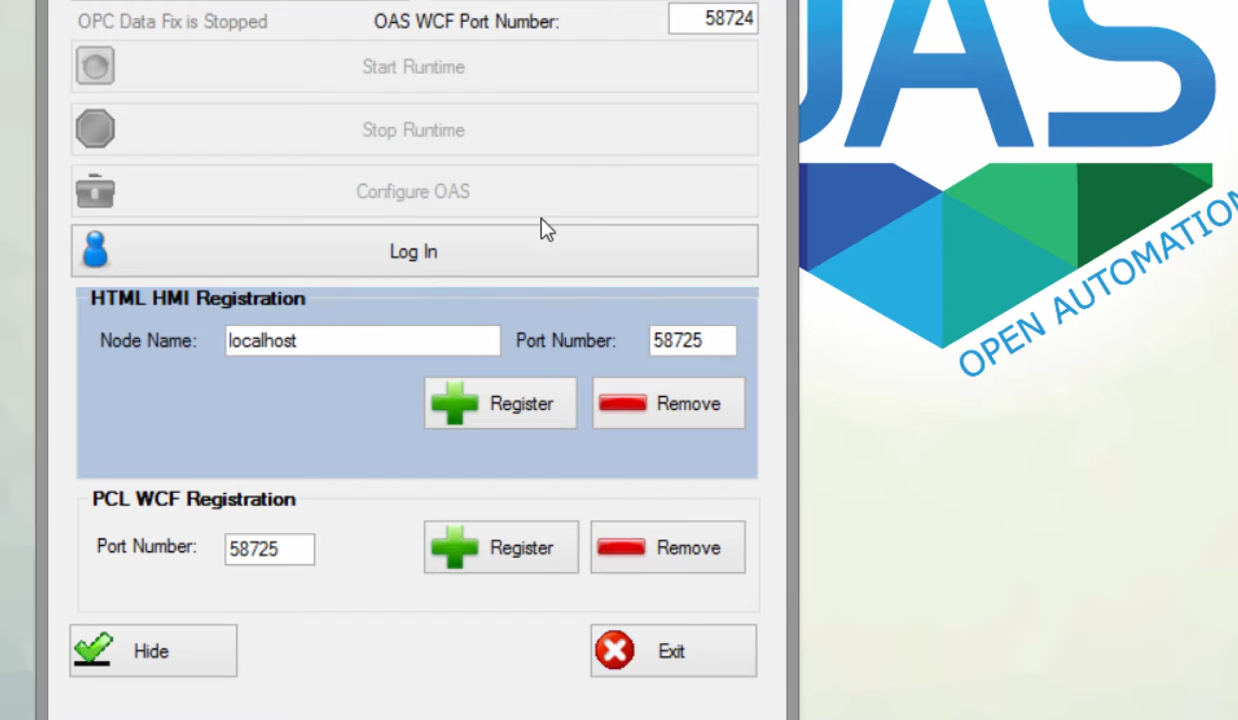 OPC Data Fix is Stopped OAS WCF Port Number: 58724
Start Runtime
Stop Runtime
Configure OAS
Log In
HTML HMI Registration
Node Name: localhost Port Number: 58725
Register Remove
PCL WCF Registration
Port Number: 58725 Register Remove
Hide Exit
OAS
OPEN AUTOMATION